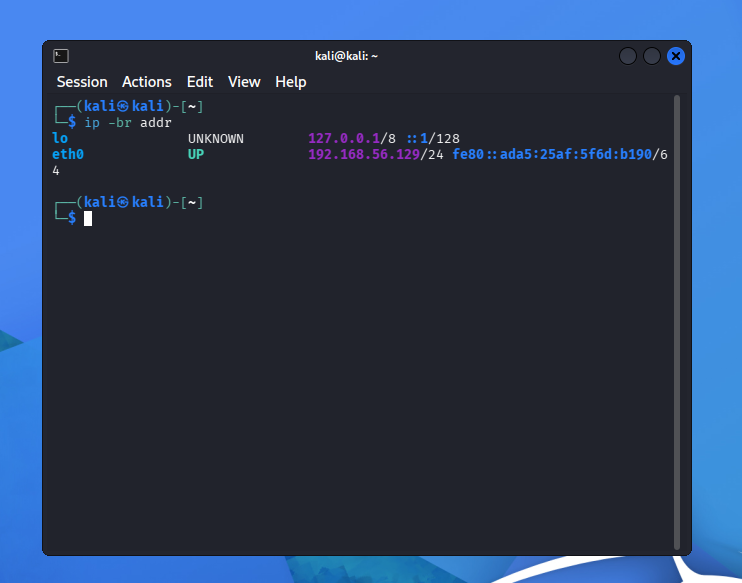 kali@kali: ~
Session Actions Edit View Help
┌──(kali㉿kali)-[~]
└─$ ip -br addr
lo UNKNOWN 127.0.0.1/8 ::1/128
eth0 UP 192.168.56.129/24 fe80::ada5:25af:5f6d:b190/6
4
┌──(kali㉿kali)-[~]
└─$